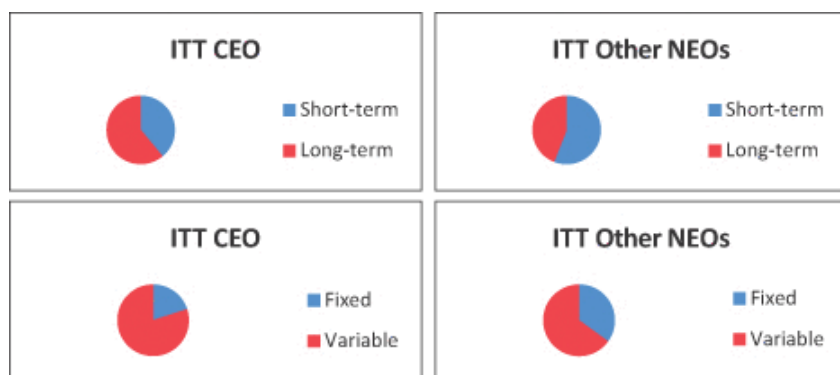 ITT CEO
Short-term
Long-term
ITT Other NEOs
Short-term
Long-term
ITT CEO
Fixed
Variable
ITT Other NEOs
Fixed
Variable